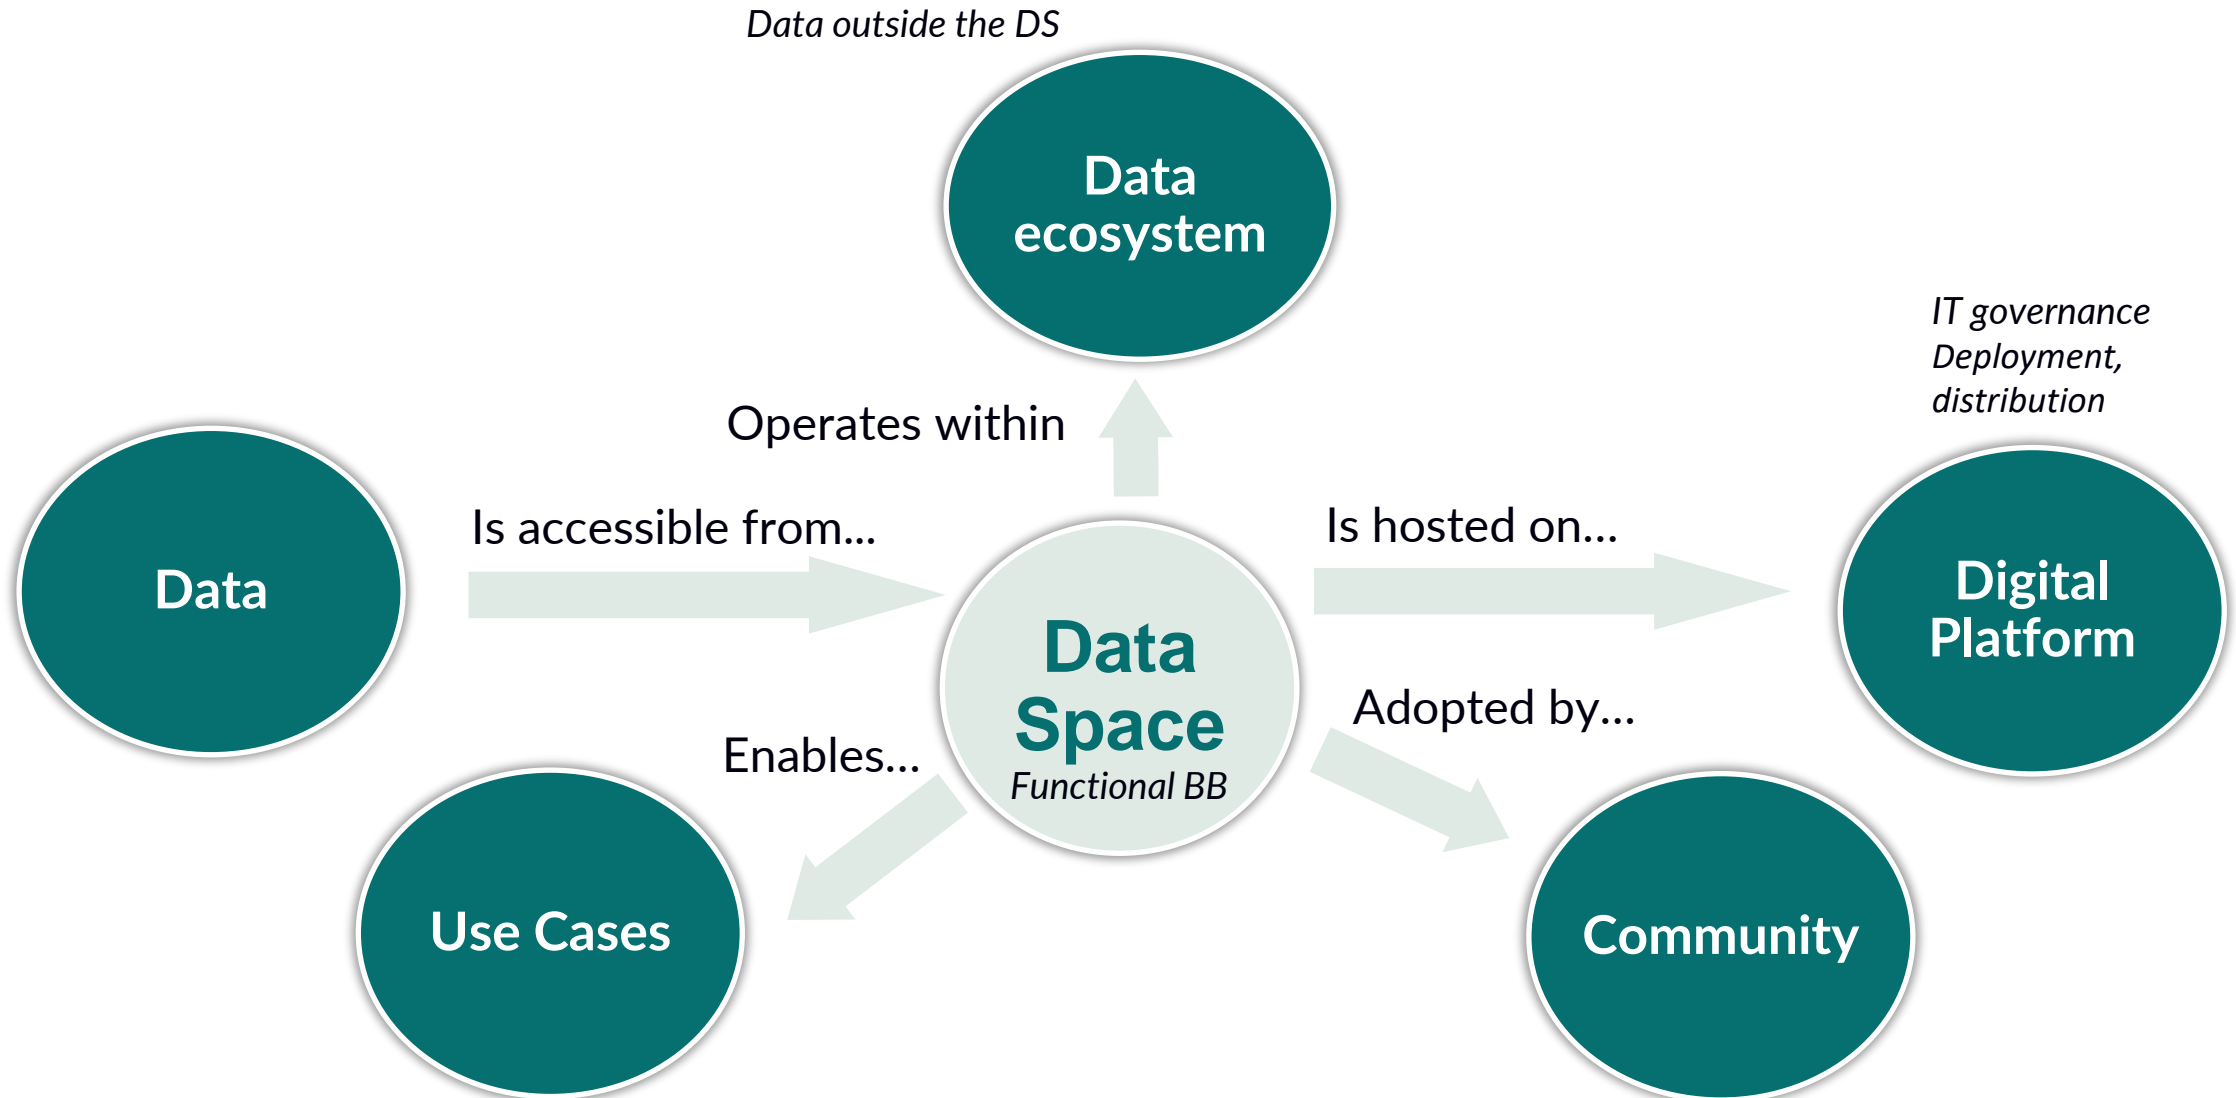 Data outside the DS
Data
ecosystem
IT governance
Deployment,
distribution
Operates within
Is accessible from...
Is hosted on...
Data
Digital
Platform
Data
Space
Functional BB
Adopted by...
Enables...
Use Cases
Community